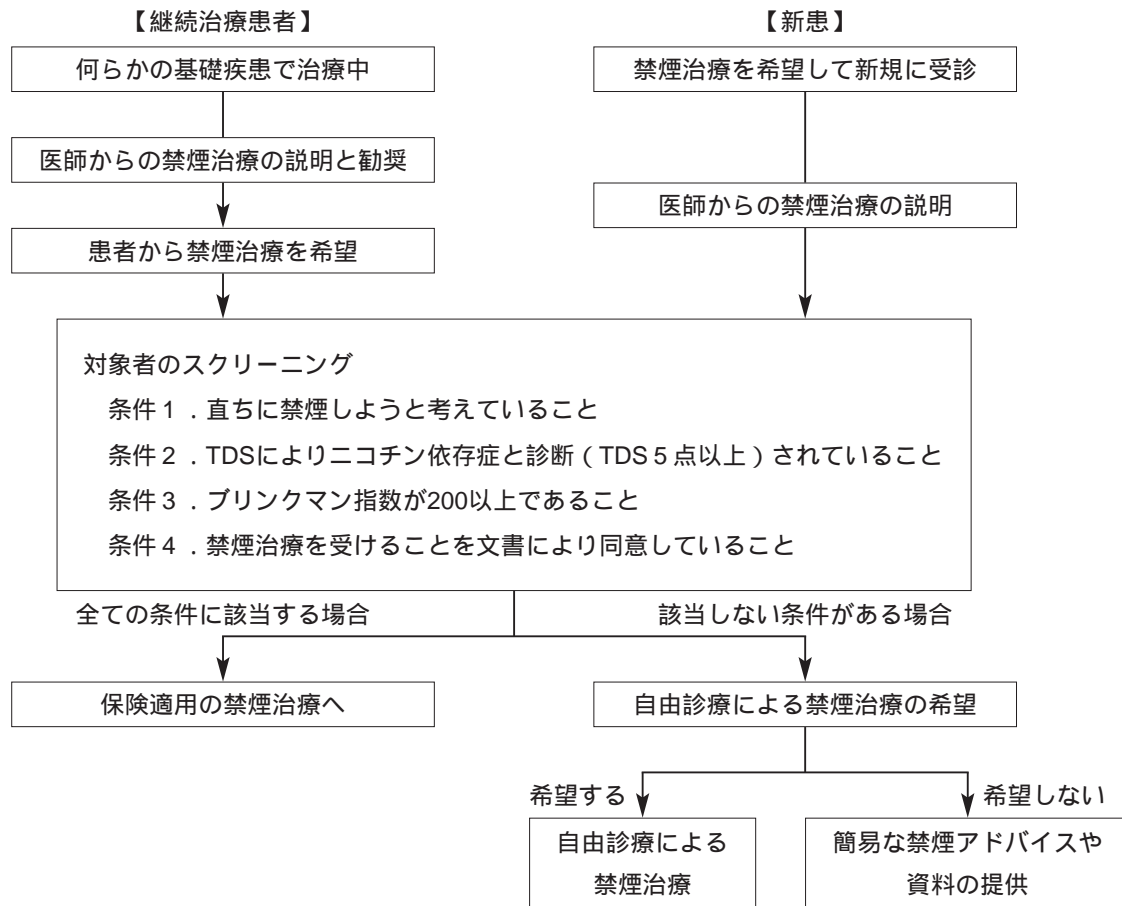 【継続治療患者】
何らかの基礎疾患で治療中
医師からの禁煙治療の説明と勧奨
患者から禁煙治療を希望
【新患】
禁煙治療を希望して新規に受診
医師からの禁煙治療の説明
対象者のスクリーニング
条件１．直ちに禁煙しようと考えていること
条件２．TDSによりニコチン依存症と診断（TDS５点以上）されていること
条件３．ブリンクマン指数が200以上であること
条件４．禁煙治療を受けることを文書により同意していること
全ての条件に該当する場合
該当しない条件がある場合
保険適用の禁煙治療へ
自由診療による禁煙治療の希望
希望する
希望しない
自由診療による
禁煙治療
簡易な禁煙アドバイスや
資料の提供